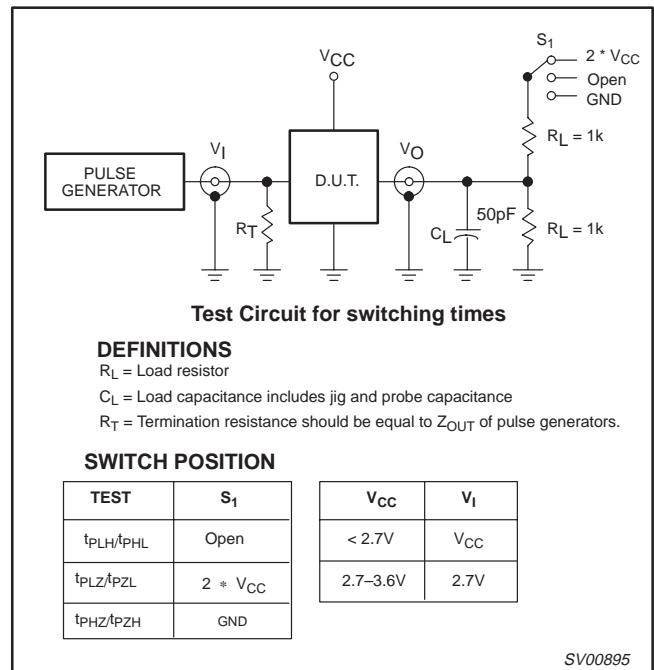 S1
2 * VCC
Open
GND
VCC
RL = 1k
VI
VO
PULSE
GENERATOR
D.U.T.
RT
50pF
CL
RL = 1k
Test Circuit for switching times
DEFINITIONS
RL = Load resistor
CL = Load capacitance includes jig and probe capacitance
RT = Termination resistance should be equal to ZOUT of pulse generators.
SWITCH POSITION
TEST S1
tPLH/tPHL Open
tPLZ/tPZL 2 * VCC
tPHZ/tPZH GND
VCC VI
< 2.7V VCC
2.7–3.6V 2.7V
SV00895